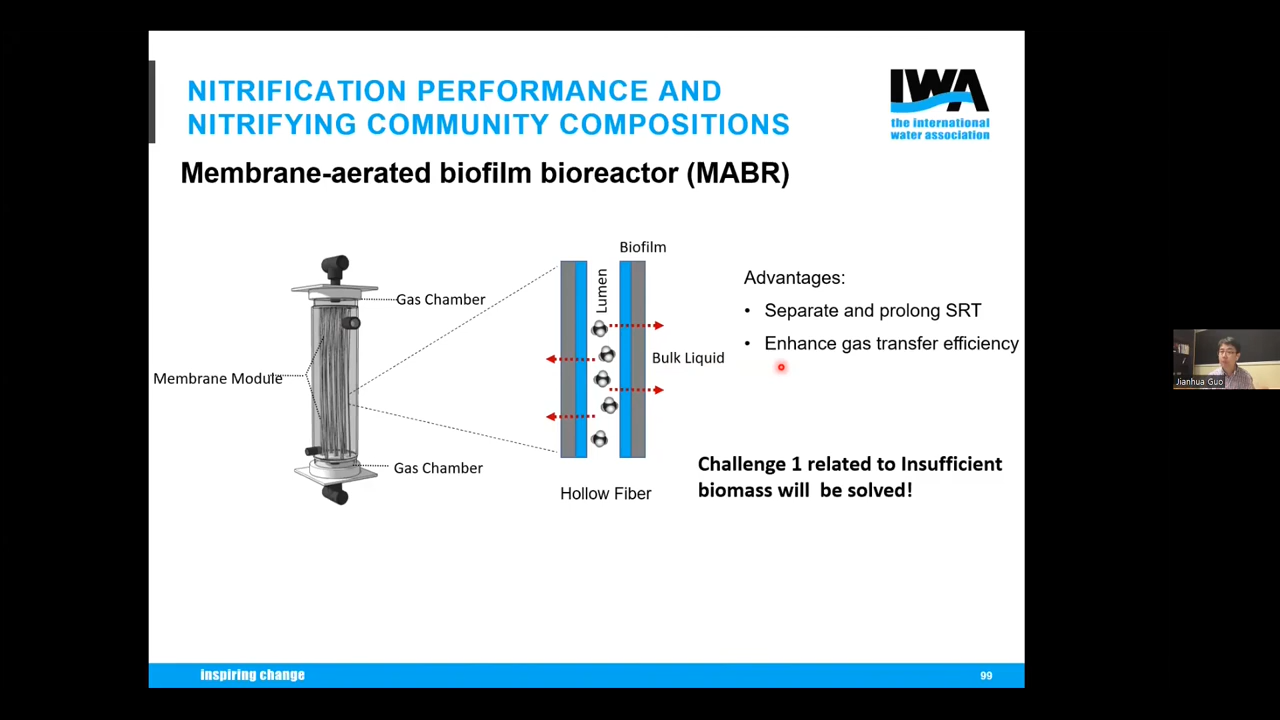 NITRIFICATION PERFORMANCE AND
NITRIFYING COMMUNITY COMPOSITIONS
IWA
the international
water association
Membrane-aerated biofilm bioreactor (MABR)
Biofilm
Lumen
Gas Chamber
Bulk Liquid
Membrane Module
Gas Chamber
Hollow Fiber
Advantages:
• Separate and prolong SRT
• Enhance gas transfer efficiency
Challenge 1 related to Insufficient
biomass will be solved!
Jianhua Guo
inspiring change
99